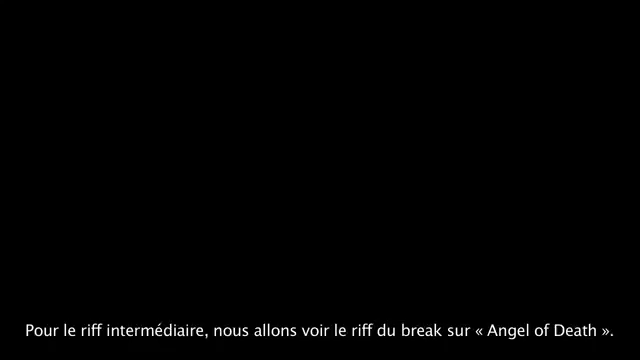 Pour le riff intermédiaire, nous allons voir le riff du break sur « Angel of Death ».